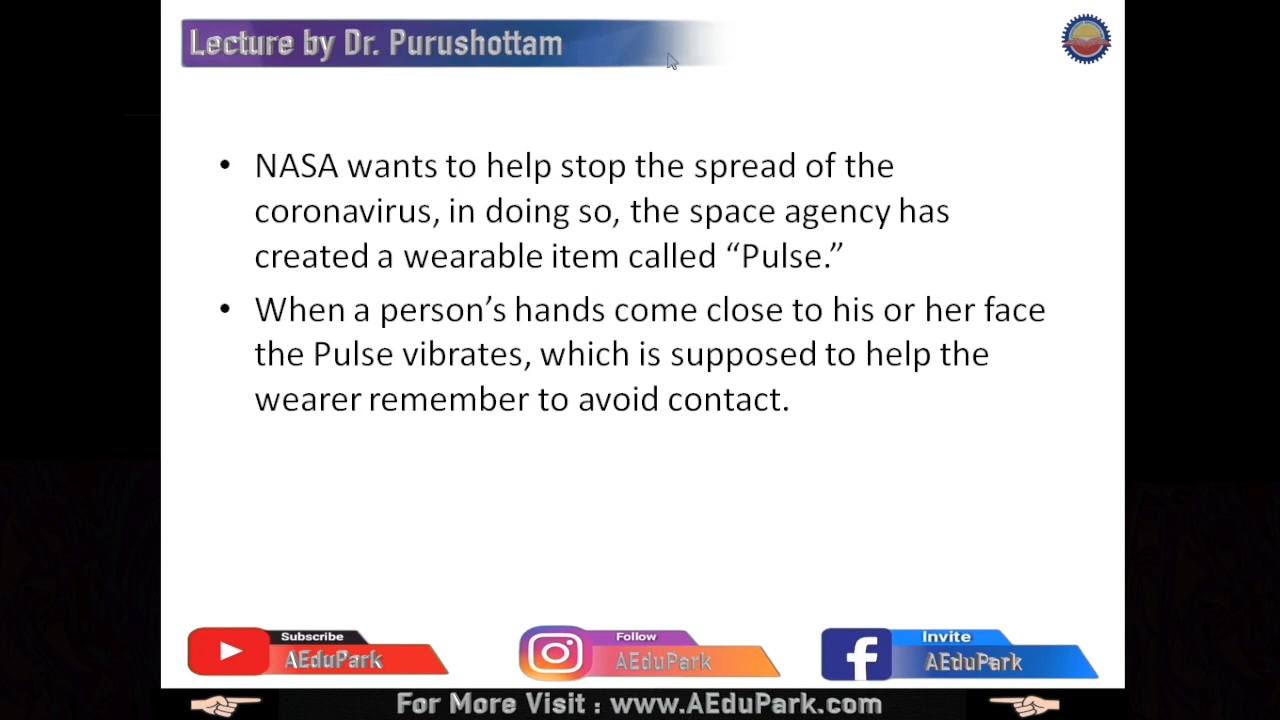 Lecture by Dr. Purushottam
• NASA wants to help stop the spread of the
coronavirus, in doing so, the space agency has
created a wearable item called “Pulse.”
• When a person’s hands come close to his or her face
the Pulse vibrates, which is supposed to help the
wearer remember to avoid contact.
Subscribe
AEduPark
Follow
AEduPark
Invite
AEduPark
For More Visit : www.AEduPark.com